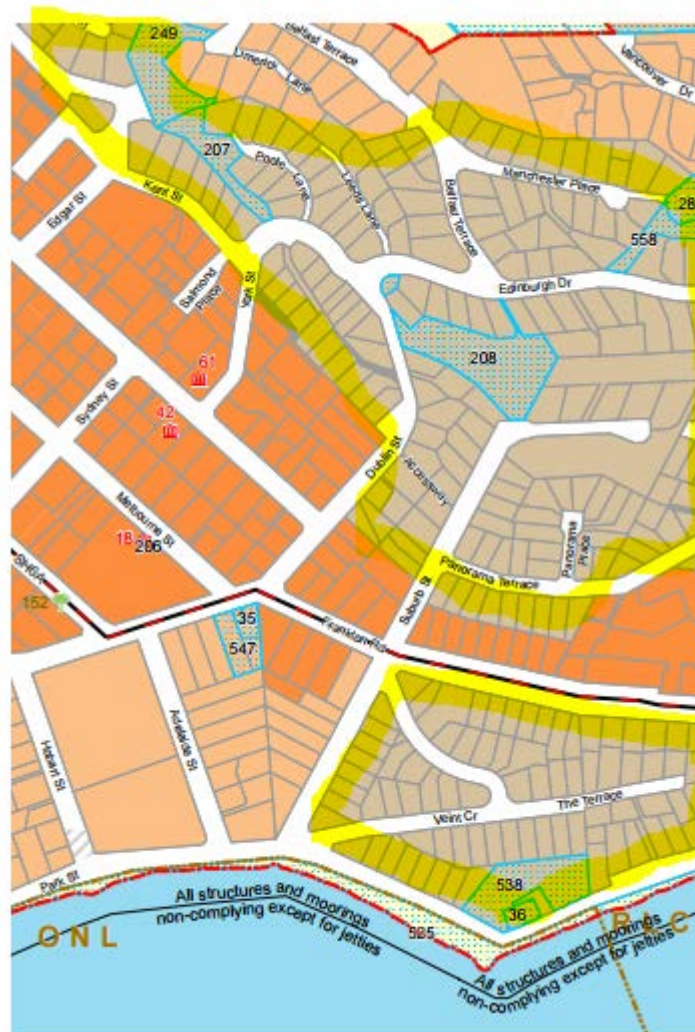 249
Limerick Lane
Belfast Terrace
Vancouver Dr
207
Poole Lane
Leeds Lane
Belfast Terrace
Manchester Place
28
558
Kent St
Edgar St
Salmond
Place
York St
Edinburgh Dr
208
61
42
Sydney St
Dublin St
accessway
Melbourne St
18
206
Panorama Terrace
Panorama
Place
Suburb St
SH6A
152
35
547
Frankton Rd
Adelaide St
Hobart St
Veint Cr
The Terrace
Park St
538
36
All structures and moorings
non-complying except for jetties
ONL
All structures and moorings
non-complying except for jetties